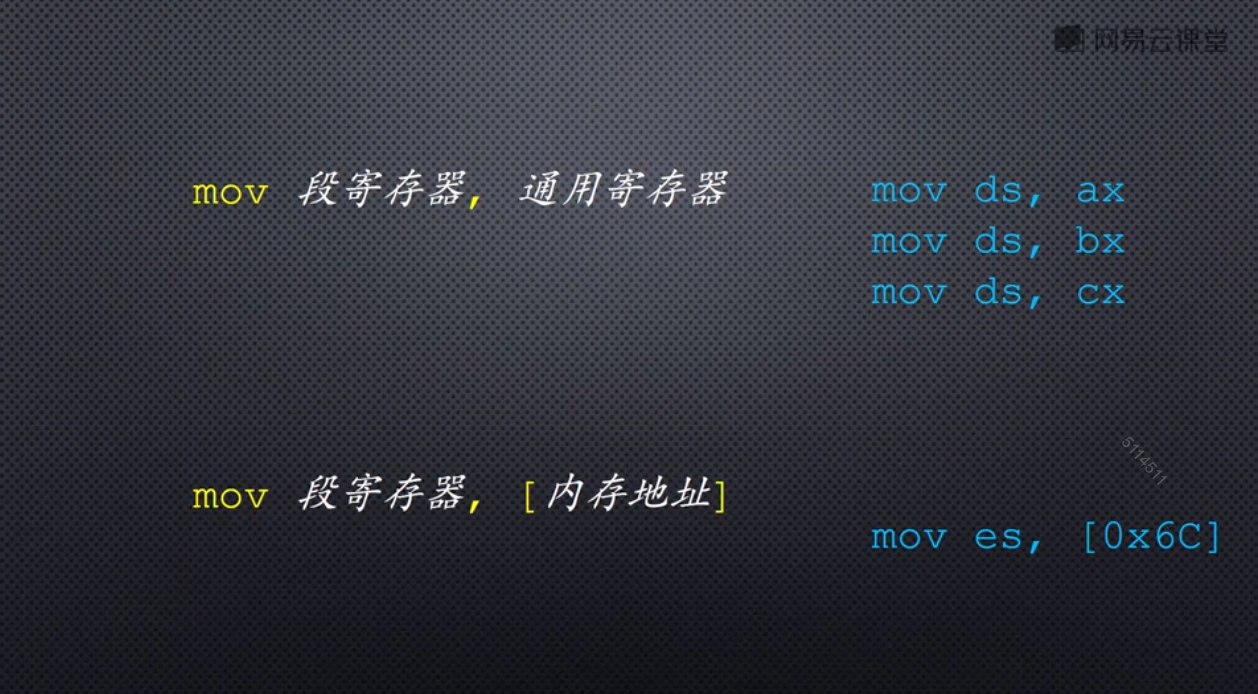 网易云课堂
mov 段寄存器, 通用寄存器
mov ds, ax
mov ds, bx
mov ds, cx
5114511
mov 段寄存器, [内存地址]
mov es, [0x6C]